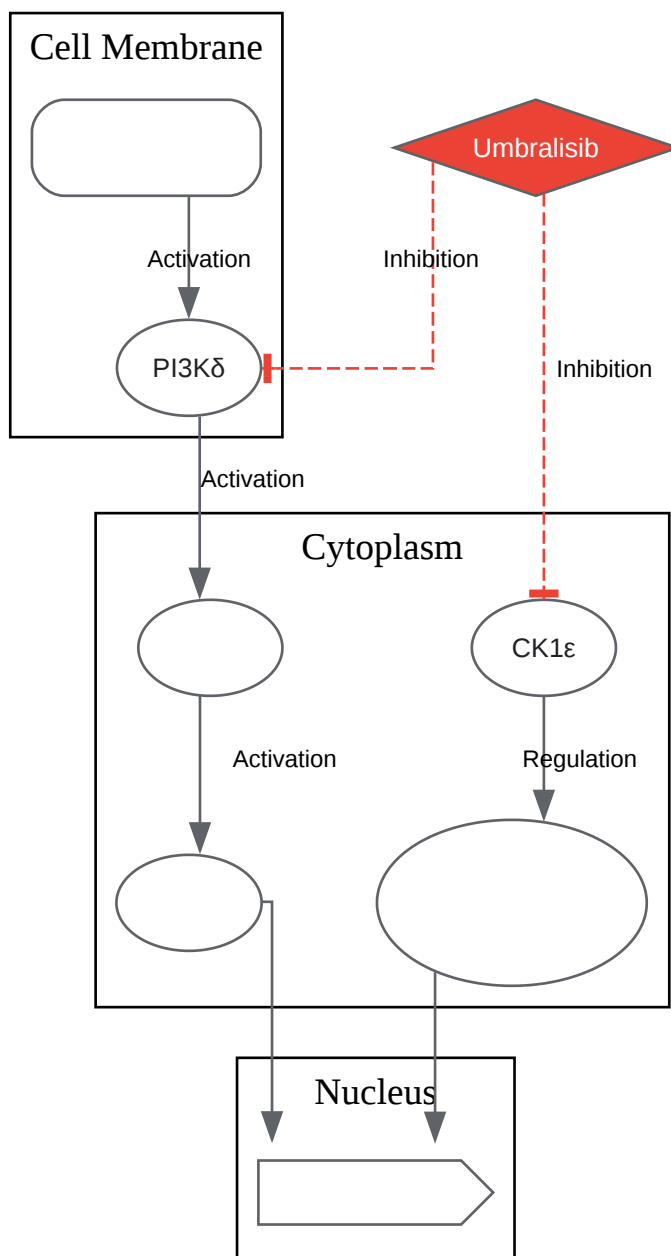 Cell Membrane
Umbralisib
Activation
Inhibition
PI3Kδ
Inhibition
Activation
Cytoplasm
CK1ε
Activation
Regulation
Nucleus